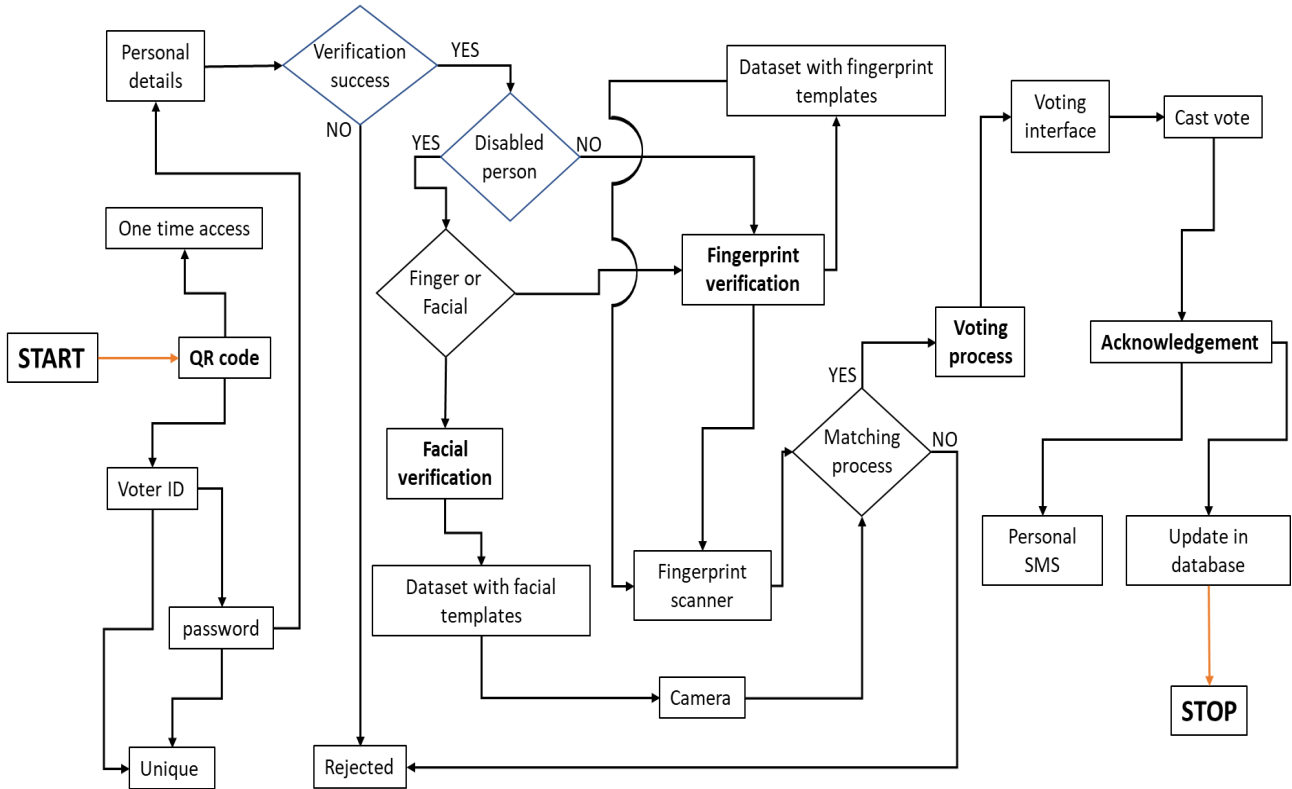 Personal
details
Verification
success
YES
NO
Dataset with fingerprint
templates
Voting
interface
Cast vote
YES
Disabled
person
NO
One time access
Finger or
Facial
Fingerprint
verification
START
QR code
Voting
process
Acknowledgement
YES
Matching
process
NO
Facial
verification
Voter ID
Dataset with facial
templates
Fingerprint
scanner
Personal
SMS
Update in
database
password
Camera
STOP
Unique
Rejected